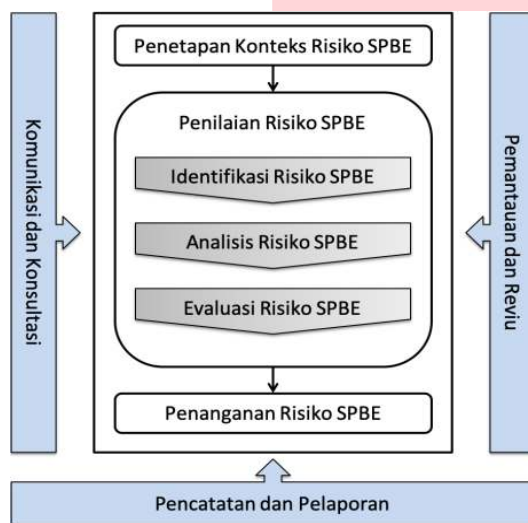 Penetapan Konteks Risiko SPBE
Penilaian Risiko SPBE
Identifikasi Risiko SPBE
Analisis Risiko SPBE
Evaluasi Risiko SPBE
Penanganan Risiko SPBE
Komunikasi dan Konsultasi
Pemantauan dan Reviu
Pencatatan dan Pelaporan